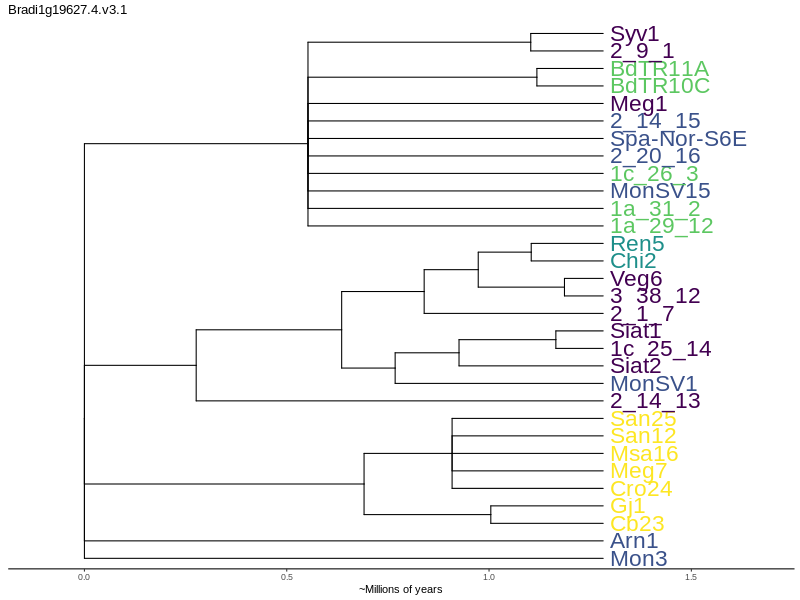 Bradi1g19627.4.v3.1
Syv1
2_9_1
BdTR11A
BdTR10C
Meg1
2_14_15
Spa-Nor-S6E
2_20_16
1c_26_3
MonSV15
1a_31_2
1a_29_12
Ren5
Chi2
Veg6
3_38_12
2_1_7
Siat1
1c_25_14
Siat2
MonSV1
2_14_13
San25
San12
Msa16
Meg7
Cro24
Gj1
Cb23
Arn1
Mon3
0.0 0.5 1.0 1.5
~Millions of years